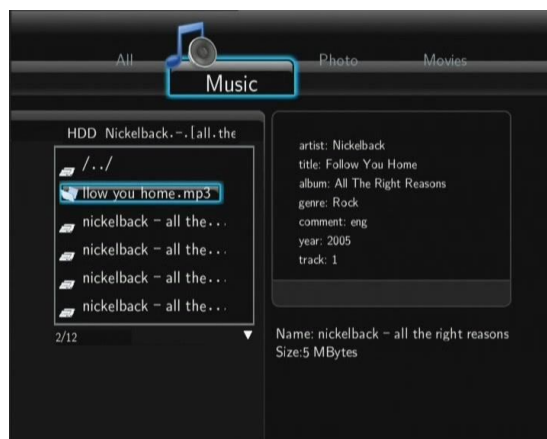 All
Music
Photo
Movies
HDD Nickelback.-.[all.the
/../
llow you home.mp3
nickelback - all the...
nickelback - all the...
nickelback - all the...
nickelback - all the...
2/12
artist: Nickelback
title: Follow You Home
album: All The Right Reasons
genre: Rock
comment: eng
year: 2005
track: 1
Name: nickelback - all the right reasons
Size:5 MBytes